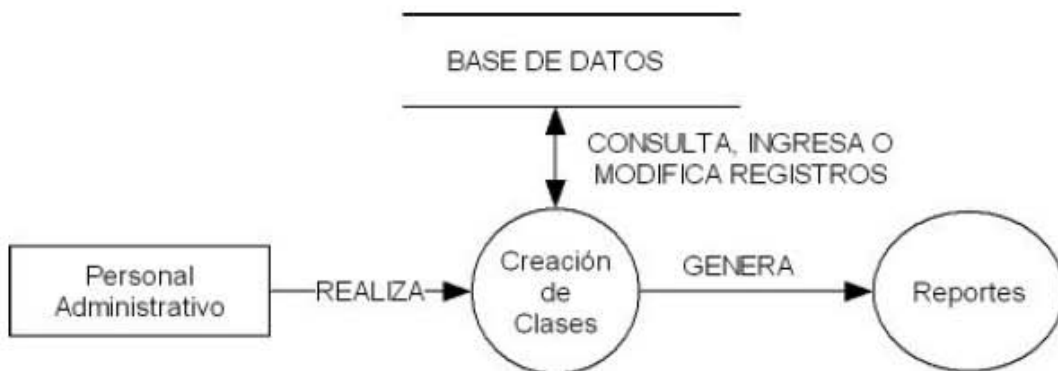 BASE DE DATOS
CONSULTA, INGRESA O
MODIFICA REGISTROS
Personal
Administrativo
REALIZA
Creación
de
Clases
GENERA
Reportes